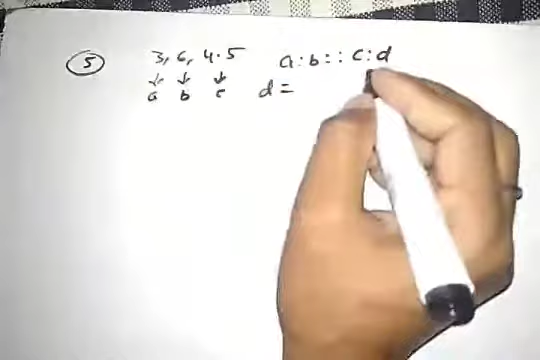 5 3, 6, 4.5 a:b::c:d
↓ ↓ ↓
a b c d=